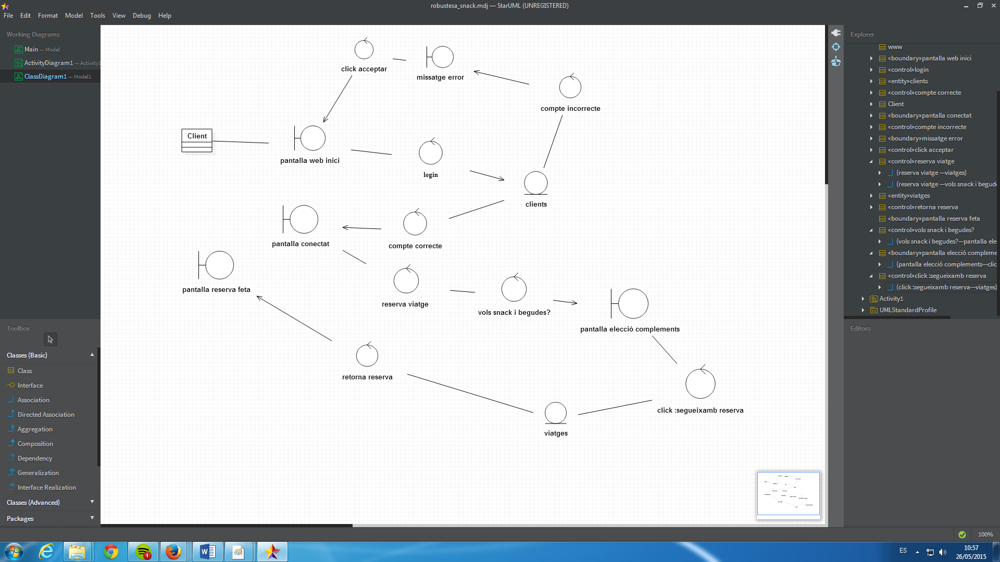 robustesa_snack.mdj — StarUML (UNREGISTERED)
File Edit Format Model Tools View Debug Help
Working Diagrams
Main — Model
ActivityDiagram1 — Activity1
ClassDiagram1 — Model1
Toolbox
Classes (Basic)
Class
Interface
Association
Directed Association
Aggregation
Composition
Dependency
Generalization
Interface Realization
Classes (Advanced)
Packages
click acceptar
missatge error
compte incorrecte
Client
pantalla web inici
login
clients
pantalla conectat
compte correcte
pantalla reserva feta
reserva viatge
vols snack i begudes?
pantalla elecció complements
retorna reserva
click :segueixamb reserva
viatges
Explorer
www
«boundary»pantalla web inici
«control»login
«entity»clients
«control»compte correcte
Client
«boundary»pantalla conectat
«control»compte incorrecte
«boundary»missatge error
«control»click acceptar
«control»reserva viatge
(reserva viatge —viatges)
(reserva viatge —vols snack i begud
«entity»viatges
«control»retorna reserva
«boundary»pantalla reserva feta
«control»vols snack i begudes?
(vols snack i begudes?—pantalla ele
«boundary»pantalla elecció compleme
(pantalla elecció complements—clic
«control»click :segueixamb reserva
(click :segueixamb reserva—viatges)
Activity1
UMLStandardProfile
Editors
100%
1
ES
10:57
26/05/2015